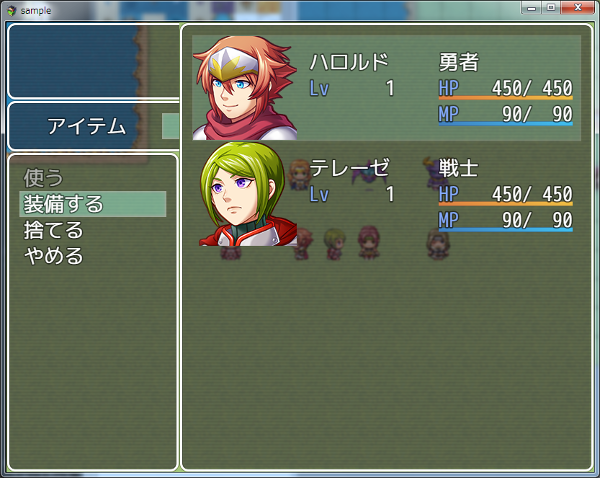 sample
アイテム
使う
装備する
捨てる
やめる
ハロルド 勇者
Lv 1 HP 450/ 450
MP 90/ 90
テレーゼ 戦士
Lv 1 HP 450/ 450
MP 90/ 90